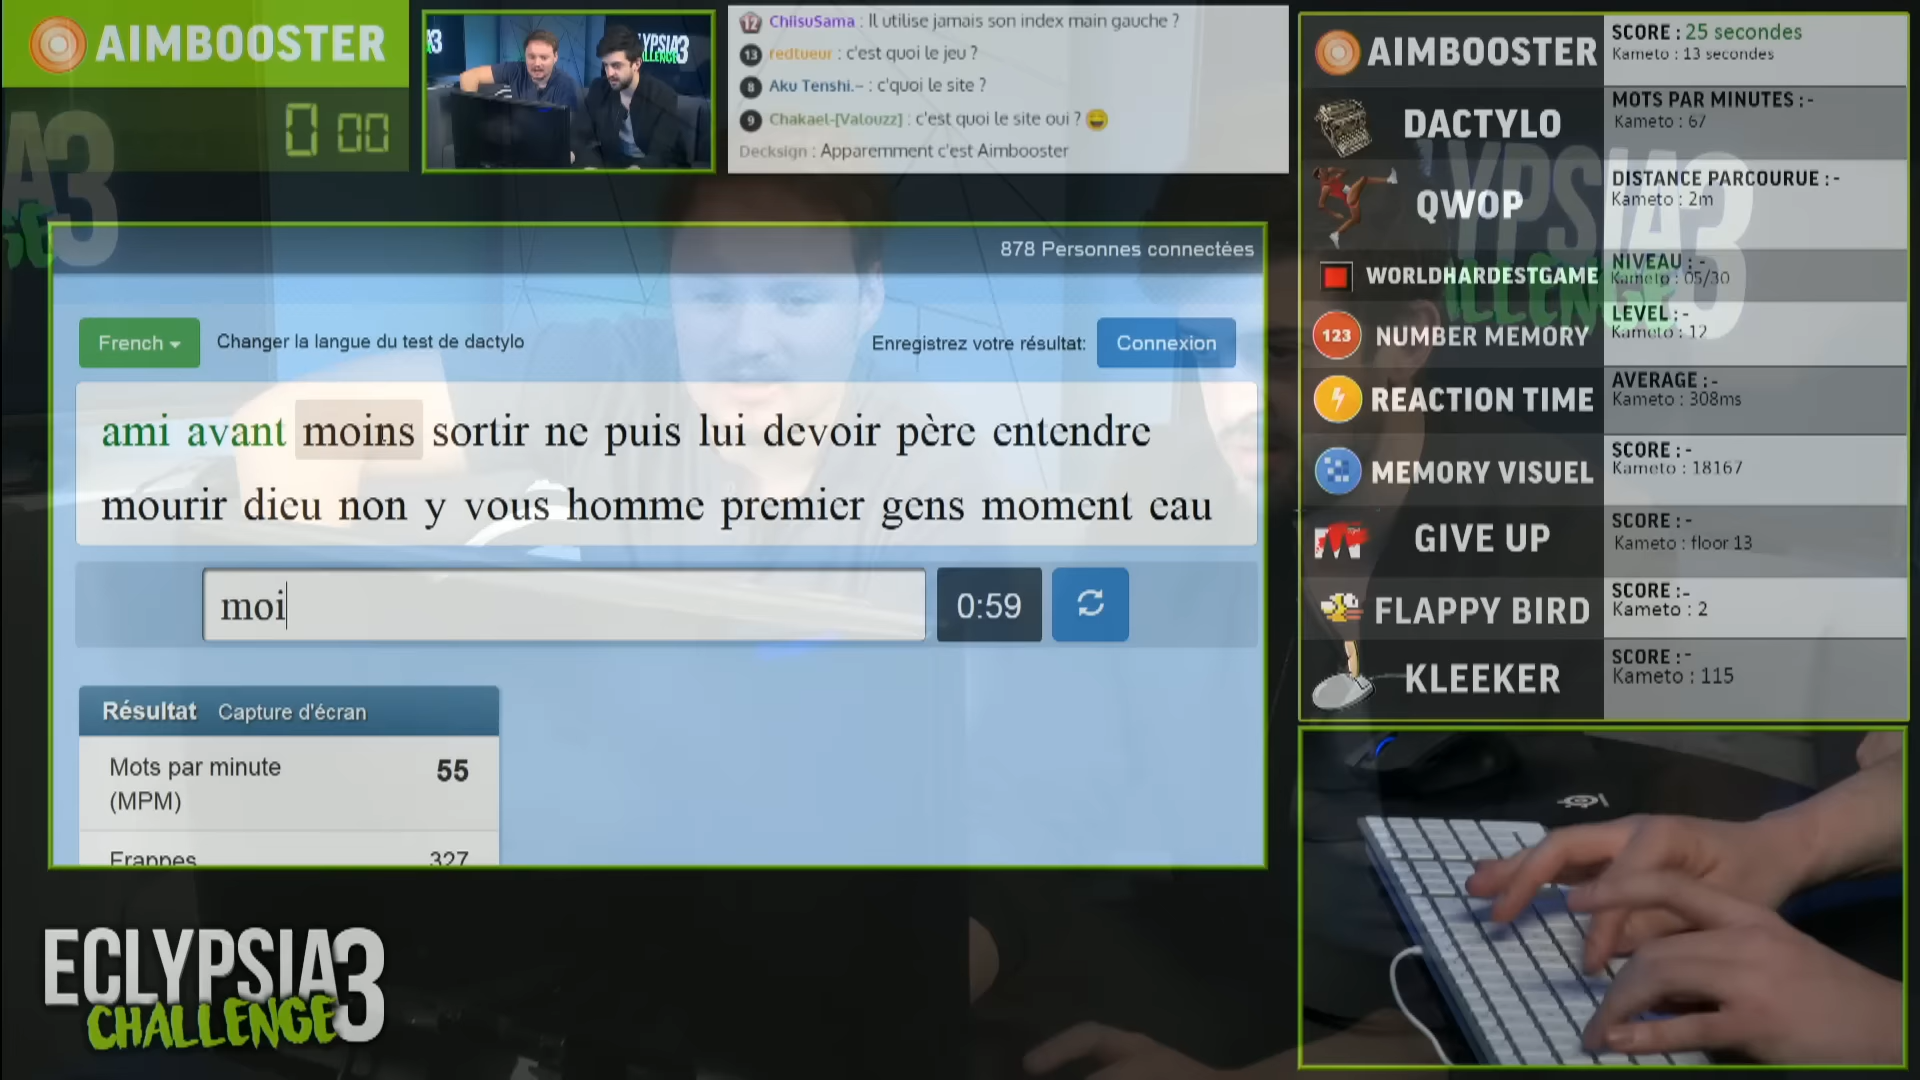 AIMBOOSTER
0 00
ChiisuSama : Il utilise jamais son index main gauche ?
redtueur : c'est quoi le jeu ?
Aku Tenshi.~ : c'quoi le site ?
Chakael-[Valouzz] : c'est quoi le site oui ?
Decksign : Apparemment c'est Aimbooster
12
13
8
9
AIMBOOSTER
SCORE : 25 secondes
Kameto : 13 secondes
DACTYLO
MOTS PAR MINUTES : -
Kameto : 67
QWOP
DISTANCE PARCOURUE : -
Kameto : 2m
WORLDHARDESTGAME
NIVEAU : -
Kameto : 05/30
123
NUMBER MEMORY
LEVEL : -
Kameto : 12
REACTION TIME
AVERAGE : -
Kameto : 308ms
MEMORY VISUEL
SCORE : -
Kameto : 18167
GIVE UP
SCORE : -
Kameto : floor 13
FLAPPY BIRD
SCORE : -
Kameto : 2
KLEEKER
SCORE : -
Kameto : 115
878 Personnes connectées
French
Changer la langue du test de dactylo
Enregistrez votre résultat:
Connexion
ami avant moins sortir ne puis lui devoir père entendre
mourir dieu non y vous homme premier gens moment eau
moi
0:59
Résultat Capture d'écran
Mots par minute
(MPM)
55
Frappes
327
ECLYPSIA3
CHALLENGE